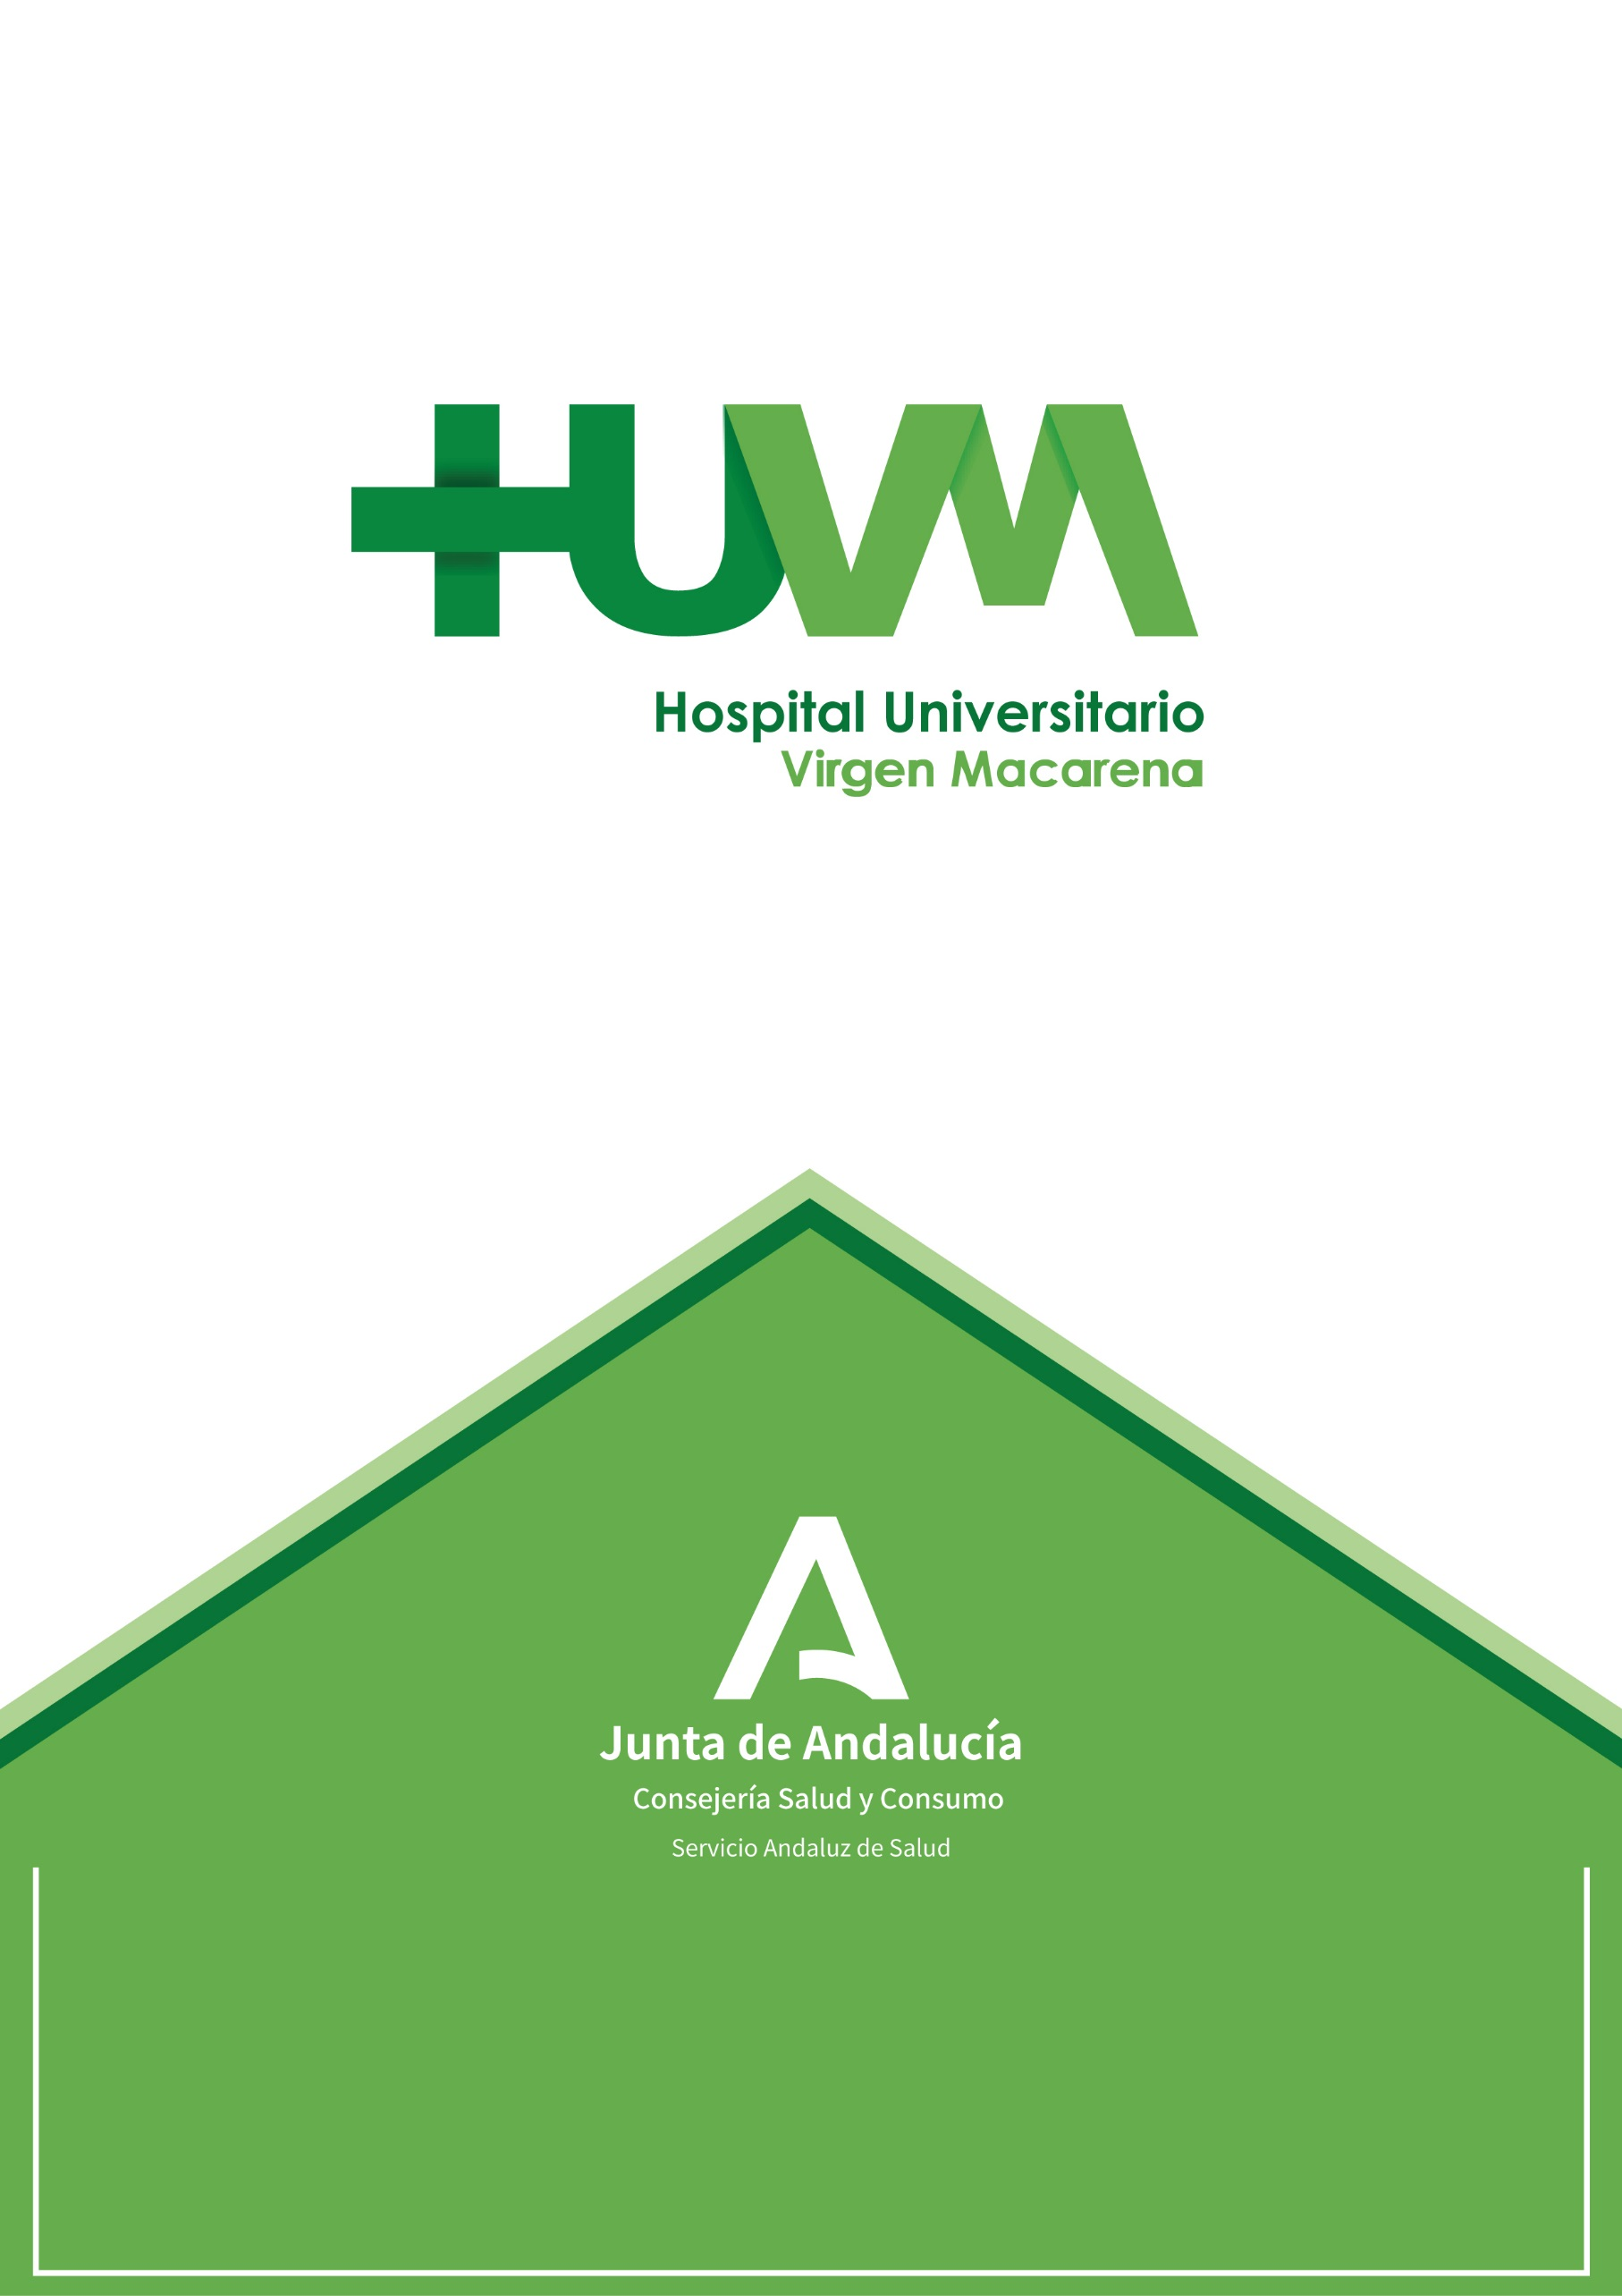 HUVM
Hospital Universitario
Virgen Macarena
Junta de Andalucía
Consejería Salud y Consumo
Servicio Andaluz de Salud